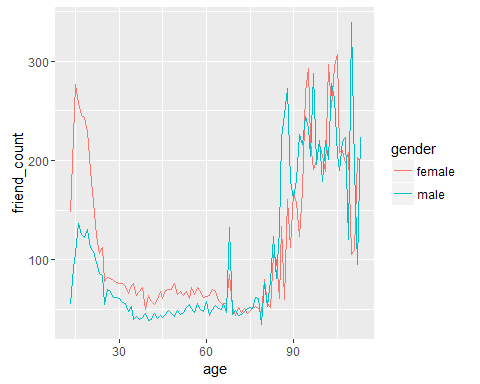 300
200
100
friend_count
30 60 90
age
gender
female
male